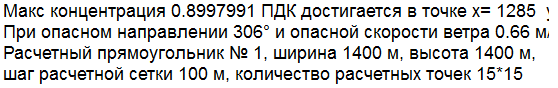 Макс концентрация 0.8997991 ПДК достигается в точке x= 1285
При опасном направлении 306° и опасной скорости ветра 0.66 м/
Расчетный прямоугольник № 1, ширина 1400 м, высота 1400 м,
шаг расчетной сетки 100 м, количество расчетных точек 15*15